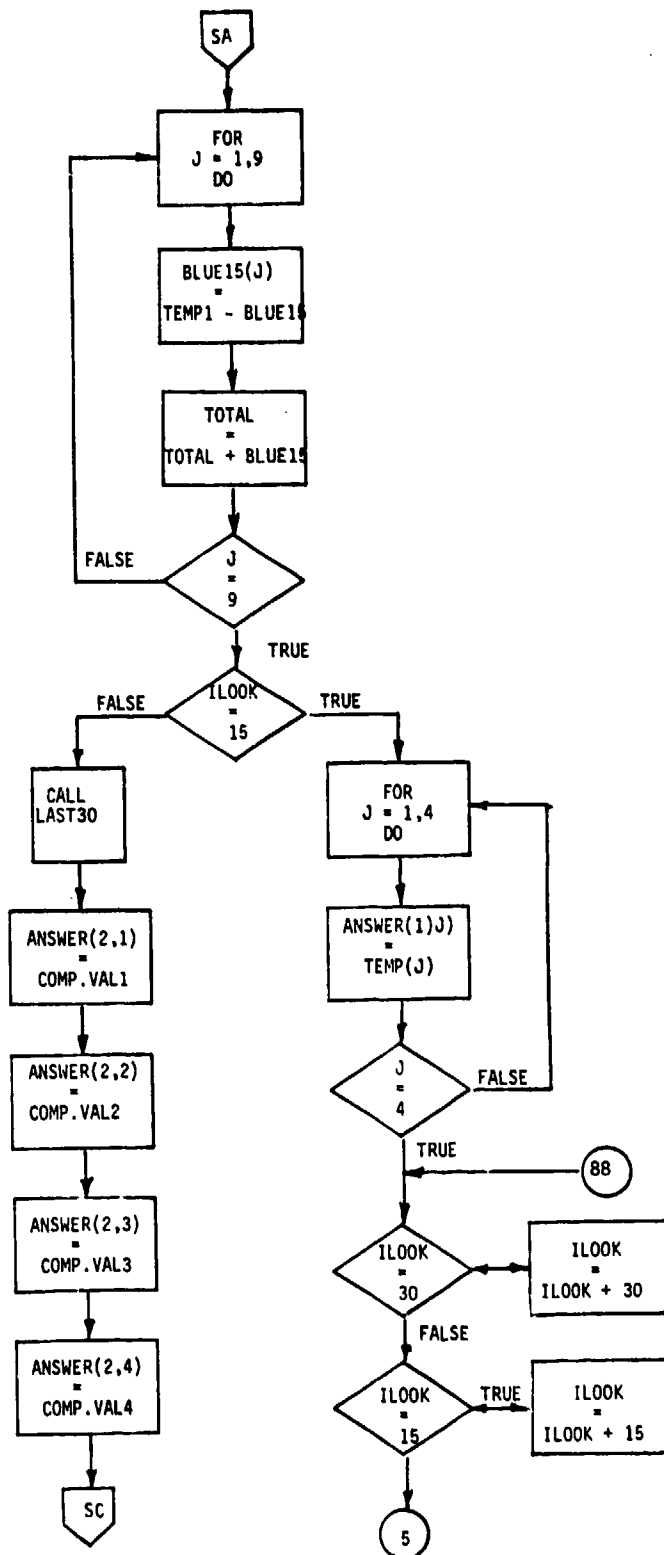 SA
FOR
J = 1,9
DO
BLUE15(J)
=
TEMP1 - BLUE15
TOTAL
=
TOTAL + BLUE15
FALSE
J
=
9
TRUE
FALSE
ILOOK
=
15
TRUE
CALL
LAST30
ANSWER(2,1)
=
COMP.VAL1
ANSWER(2,2)
=
COMP.VAL2
ANSWER(2,3)
=
COMP.VAL3
ANSWER(2,4)
=
COMP.VAL4
SC
FOR
J = 1,4
DO
ANSWER(1)J)
=
TEMP(J)
J
=
4
FALSE
TRUE
88
ILOOK
=
30
ILOOK
=
ILOOK + 30
FALSE
ILOOK
=
15
TRUE
ILOOK
=
ILOOK + 15
5